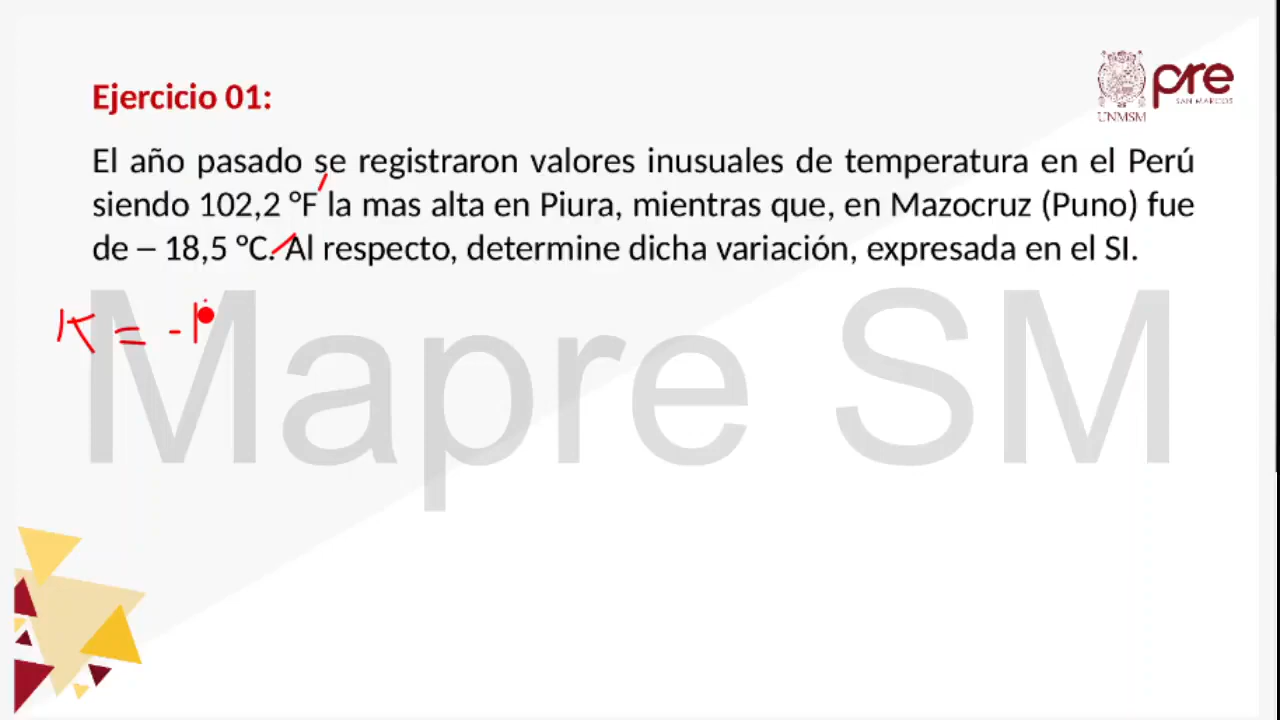 Ejercicio 01:
pre
SAN MARCOS
UNMSM
El año pasado se registraron valores inusuales de temperatura en el Perú
siendo 102,2 °F la mas alta en Piura, mientras que, en Mazocruz (Puno) fue
de – 18,5 °C. Al respecto, determine dicha variación, expresada en el SI.
K = -1
Mapre SM